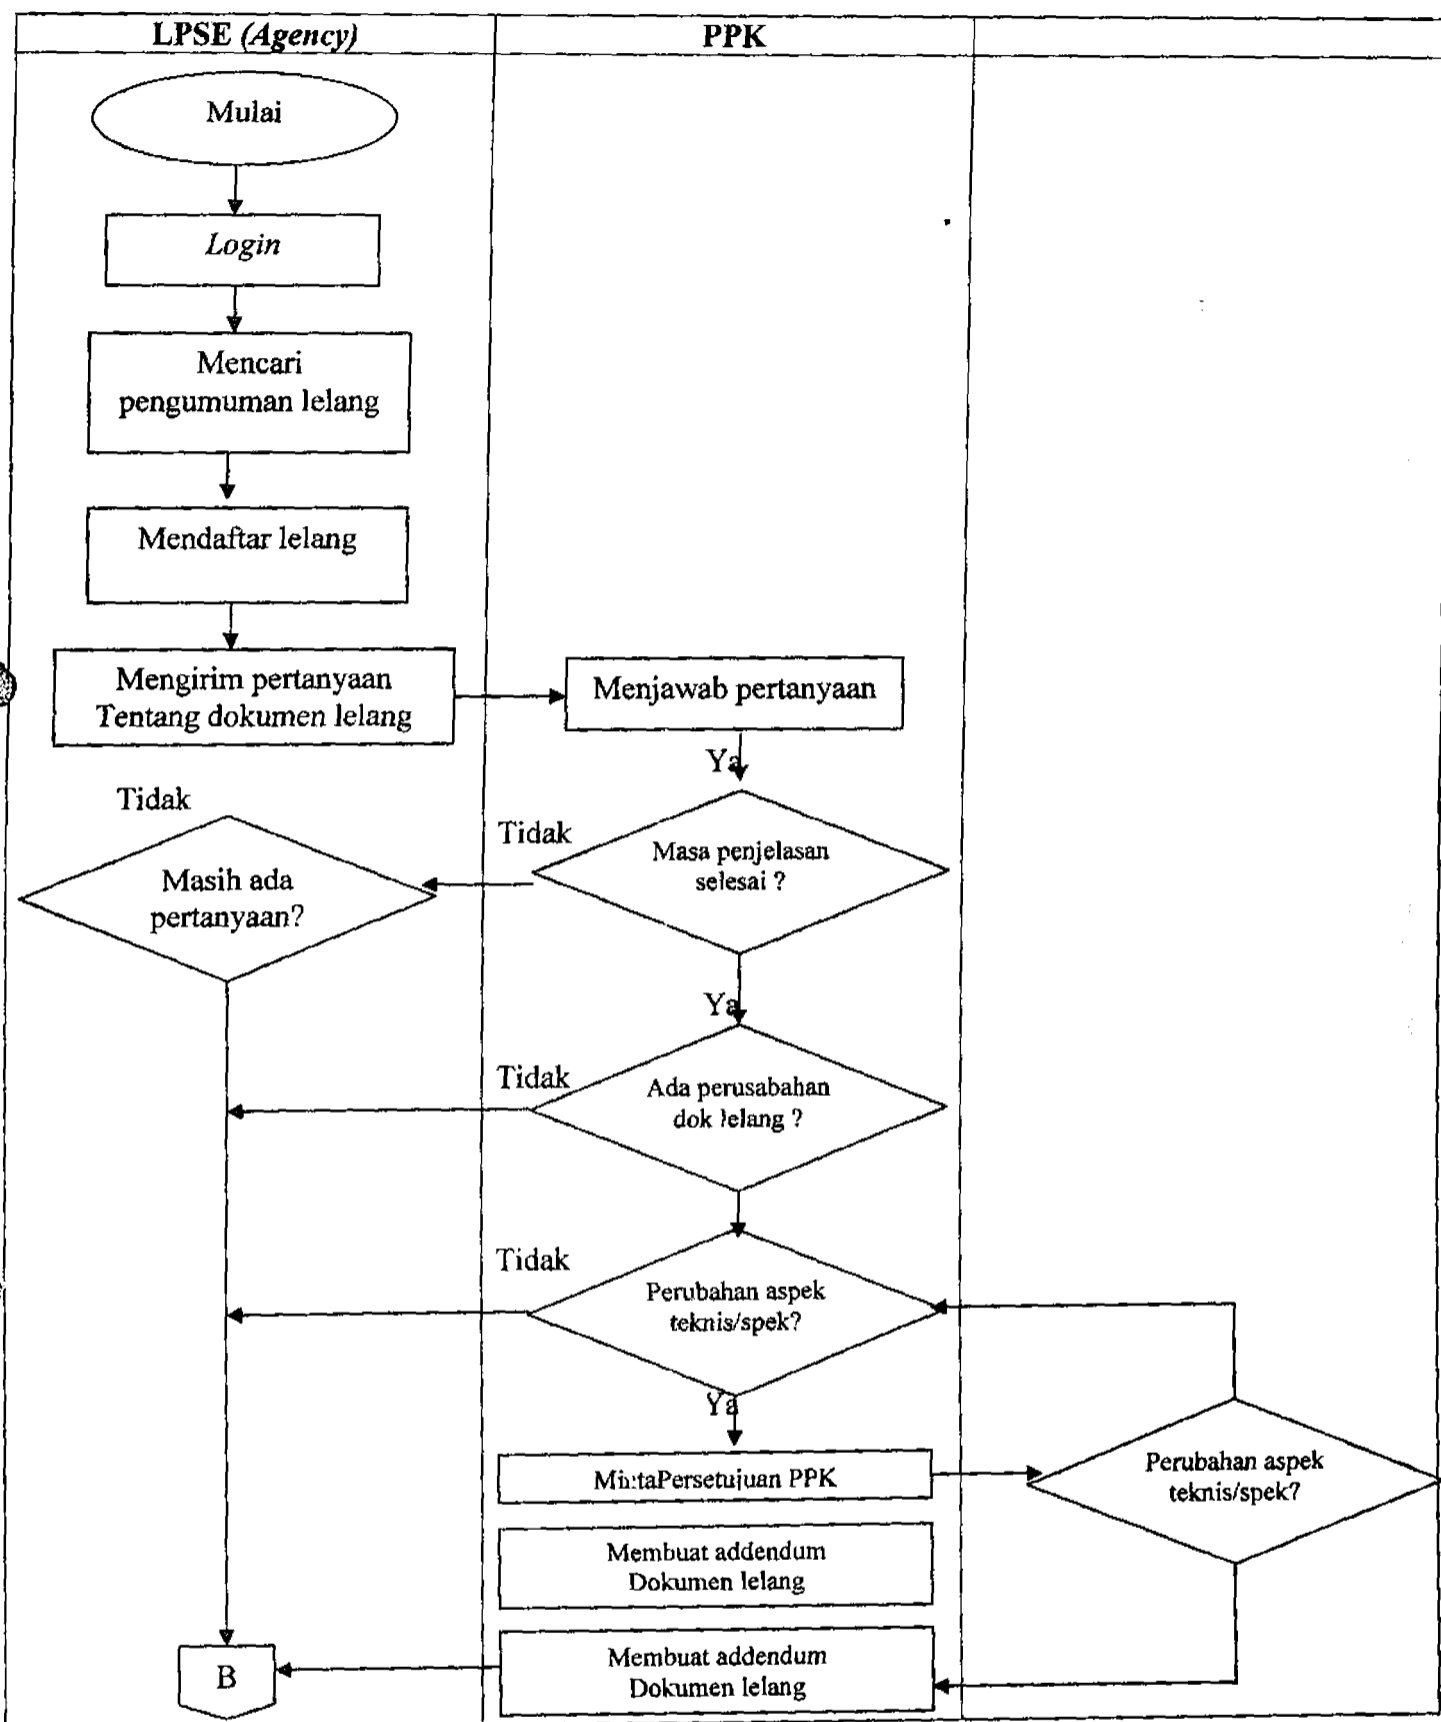 LPSE (Agency)
PPK
Mulai
Login
Mencari
pengumuman lelang
Mendaftar lelang
Mengirim pertanyaan
Tentang dokumen lelang
Menjawab pertanyaan
Ya
Tidak
Tidak
Masa penjelasan
selesai ?
Masih ada
pertanyaan?
Ya
Tidak
Ada perusabahan
dok lelang ?
Tidak
Perubahan aspek
teknis/spek?
Ya
MintaPersetujuan PPK
Perubahan aspek
teknis/spek?
Membuat addendum
Dokumen lelang
Membuat addendum
Dokumen lelang
B